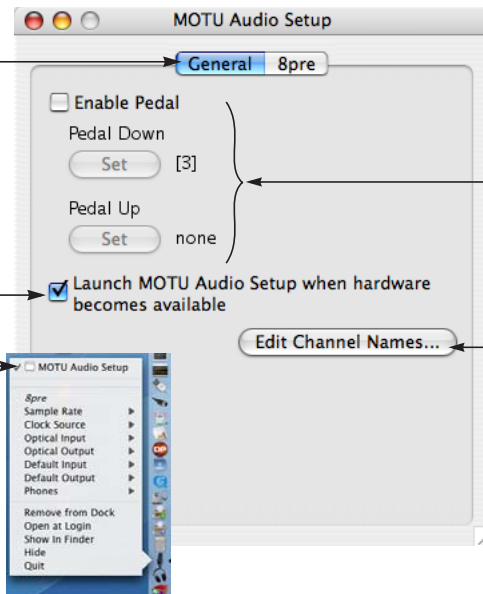 MOTU Audio Setup
General 8pre
Enable Pedal
Pedal Down
Set [3]
Pedal Up
Set none
Launch MOTU Audio Setup when hardware
becomes available
Edit Channel Names...
MOTU Audio Setup
8pre
Sample Rate
Clock Source
Optical Input
Optical Output
Default Input
Default Output
Phones
Remove from Dock
Open at Login
Show In Finder
Hide
Quit